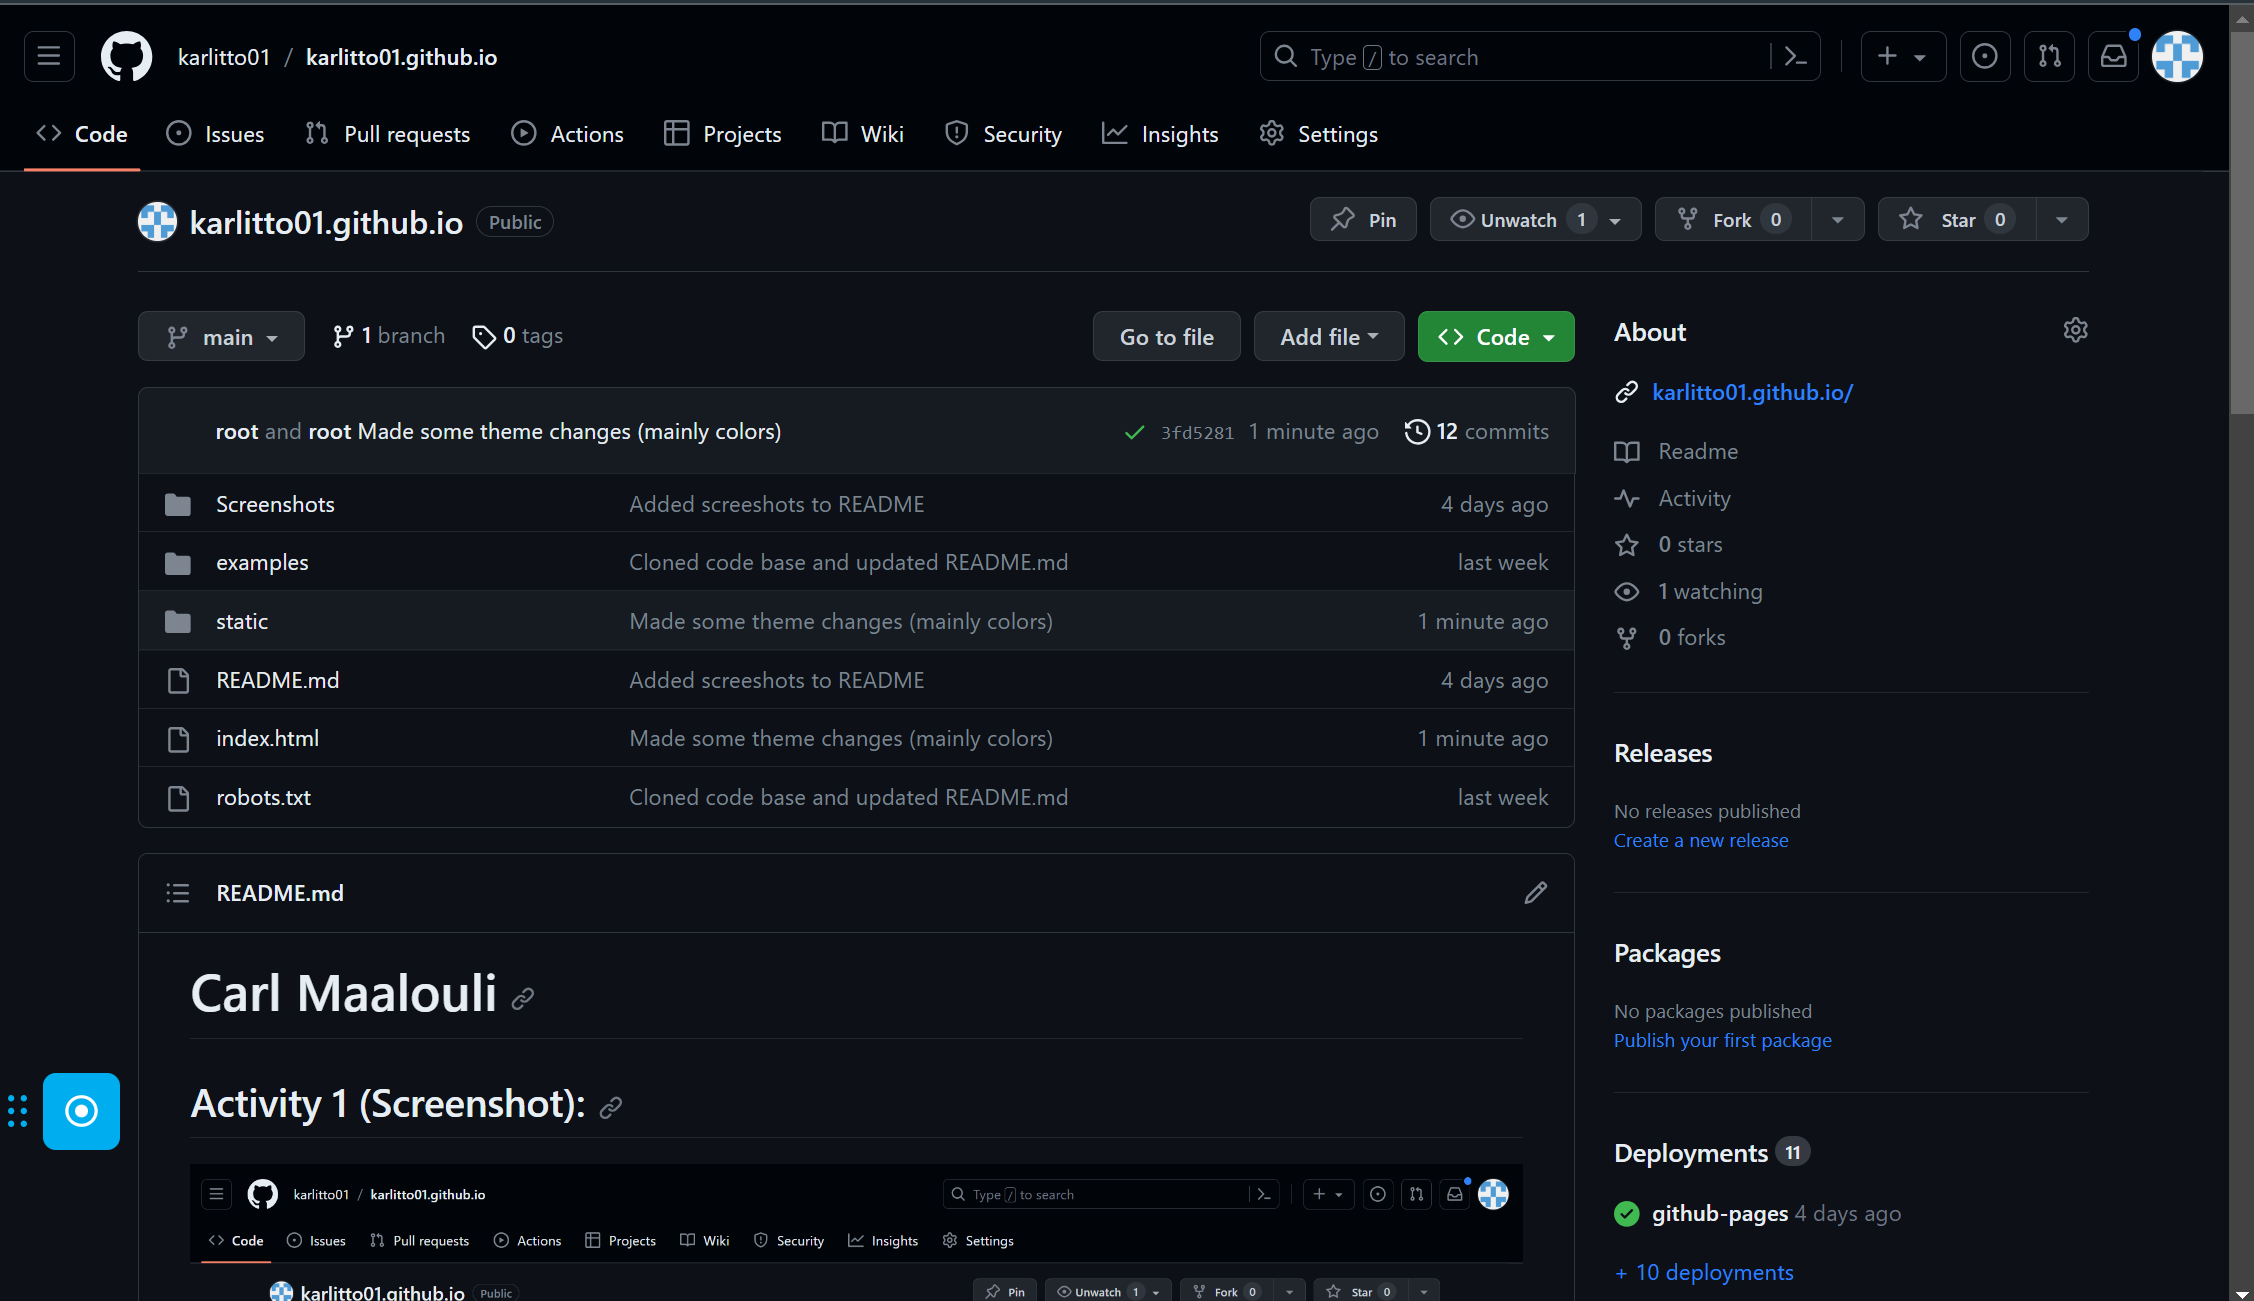 karlitto01 / karlitto01.github.io
Type / to search
Code
Issues
Pull requests
Actions
Projects
Wiki
Security
Insights
Settings
karlitto01.github.io
Public
Pin
Unwatch 1
Fork 0
Star 0
main
1 branch
0 tags
Go to file
Add file
Code
root and root Made some theme changes (mainly colors)
3fd5281 1 minute ago
12 commits
Screenshots Added screeshots to README 4 days ago
examples Cloned code base and updated README.md last week
static Made some theme changes (mainly colors) 1 minute ago
README.md Added screeshots to README 4 days ago
index.html Made some theme changes (mainly colors) 1 minute ago
robots.txt Cloned code base and updated README.md last week
README.md
Carl Maalouli
Activity 1 (Screenshot):
karlitto01 / karlitto01.github.io
Type / to search
Code
Issues
Pull requests
Actions
Projects
Wiki
Security
Insights
Settings
karlitto01.github.io
Public
Pin
Unwatch 1
Fork 0
Star 0
About
karlitto01.github.io/
Readme
Activity
0 stars
1 watching
0 forks
Releases
No releases published
Create a new release
Packages
No packages published
Publish your first package
Deployments 11
github-pages 4 days ago
+ 10 deployments